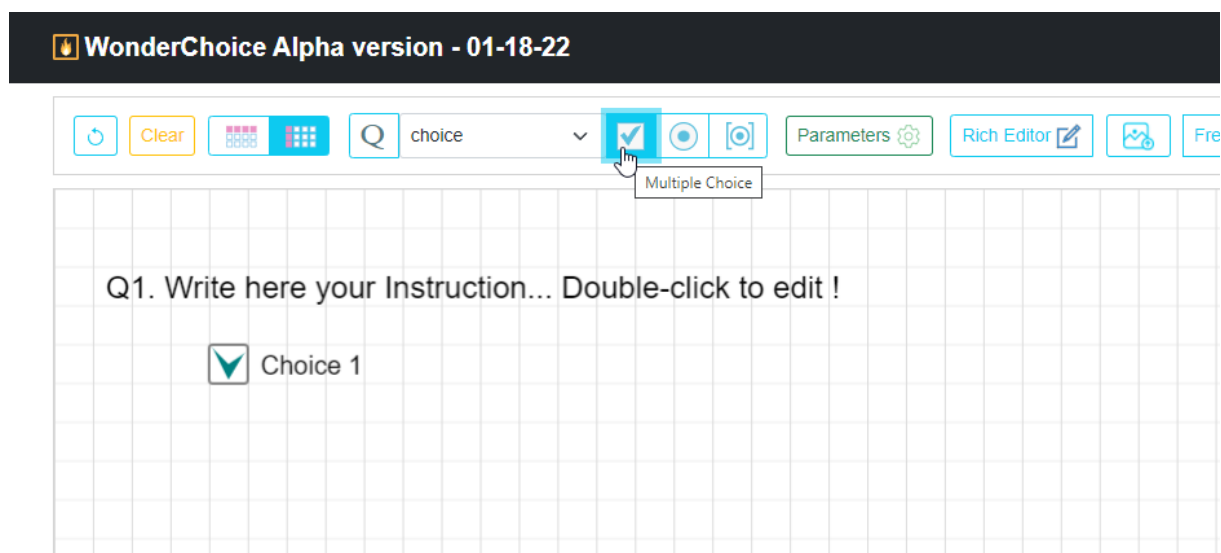 WonderChoice Alpha version - 01-18-22
Clear Q choice Parameters Rich Editor Fre
Multiple Choice
Q1. Write here your Instruction... Double-click to edit !
Choice 1